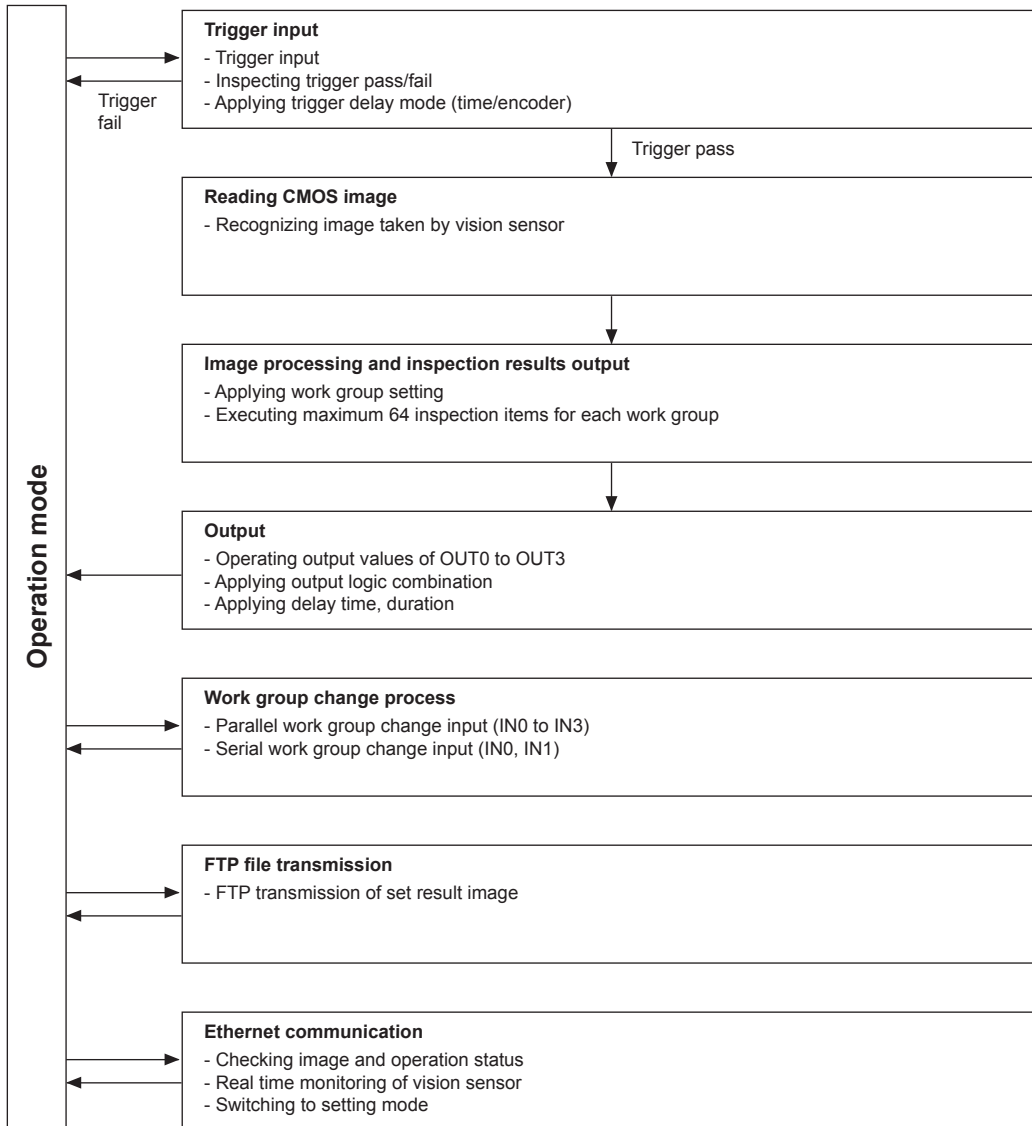 Operation mode
Trigger input
- Trigger input
- Inspecting trigger pass/fail
- Applying trigger delay mode (time/encoder)
Trigger
fail
Trigger pass
Reading CMOS image
- Recognizing image taken by vision sensor
Image processing and inspection results output
- Applying work group setting
- Executing maximum 64 inspection items for each work group
Output
- Operating output values of OUT0 to OUT3
- Applying output logic combination
- Applying delay time, duration
Work group change process
- Parallel work group change input (IN0 to IN3)
- Serial work group change input (IN0, IN1)
FTP file transmission
- FTP transmission of set result image
Ethernet communication
- Checking image and operation status
- Real time monitoring of vision sensor
- Switching to setting mode